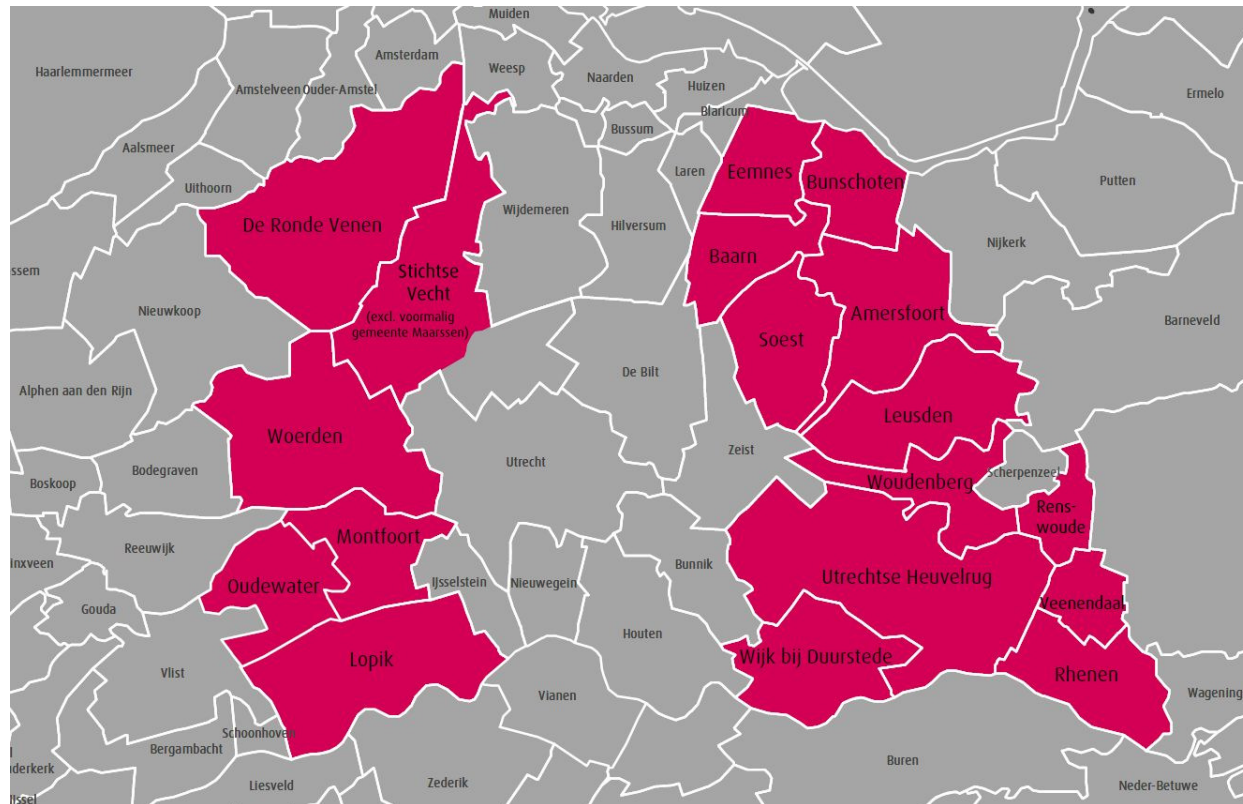 Muiden
Amsterdam
Haarlemmermeer
Weesp
Naarden
Amstelveen
Ouder-Amstel
Huizen
Ermelo
Blaricum
Bussum
Aalsmeer
Laren
Eemnes
Bunschoten
Putten
Uithoorn
Wijdemeren
De Ronde Venen
Hilversum
Nijkerk
Baarn
ssem
Stichtse
Vecht
(excl. voormalig
gemeente Maarssen)
Nieuwkoop
Amersfoort
Barneveld
Soest
De Bilt
Alphen aan den Rijn
Leusden
Woerden
Zeist
Utrecht
Bodegraven
Boskoop
Scherpenzeel
Woudenberg
Rens-
woude
Montfoort
Reeuwijk
inxveen
Bunnik
Utrechtse Heuvelrug
Oudewater
IJsselstein
Nieuwegein
Gouda
Veenendaal
Houten
Lopik
Wijk bij Duurstede
Vlist
Rhenen
Vianen
Wagening
Schoonhoven
Bergambacht
Buren
nderkerk
Liesveld
Zederik
Neder-Betuwe
IJssel